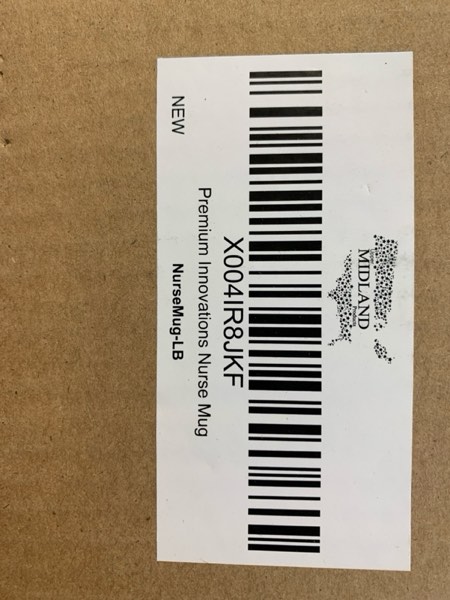 MIDLAND
X004IR8JKF
Premium Innovations Nurse Mug
NEW
NurseMug-LB